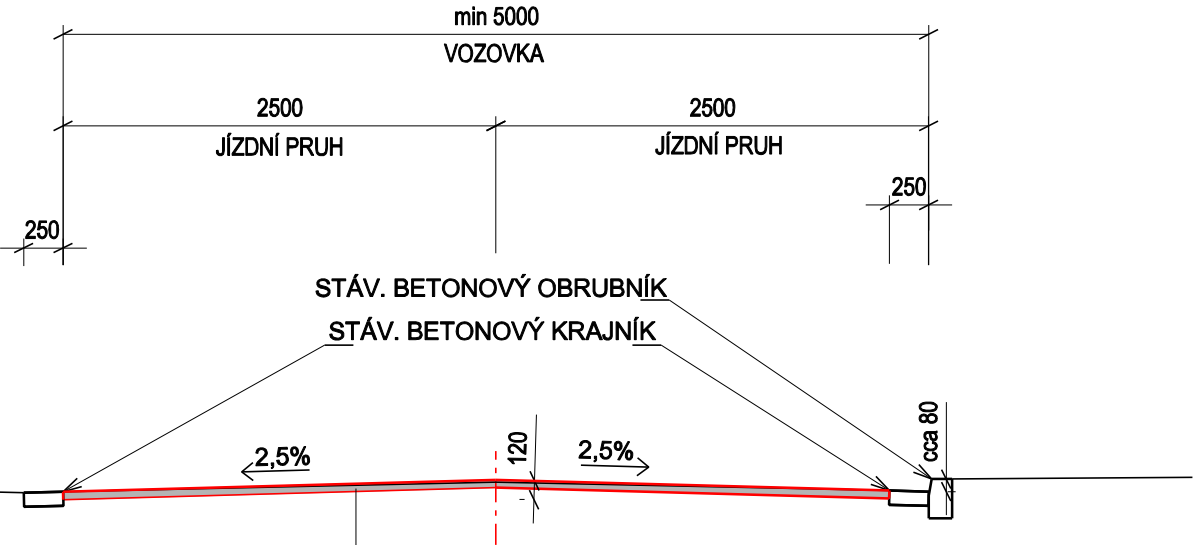 min 5000
VOZOVKA
2500
2500
JÍZDNÍ PRUH
JÍZDNÍ PRUH
250
250
STÁV. BETONOVÝ OBRUBNÍK
STÁV. BETONOVÝ KRAJNÍK
cca 80
120
2,5%
2,5%